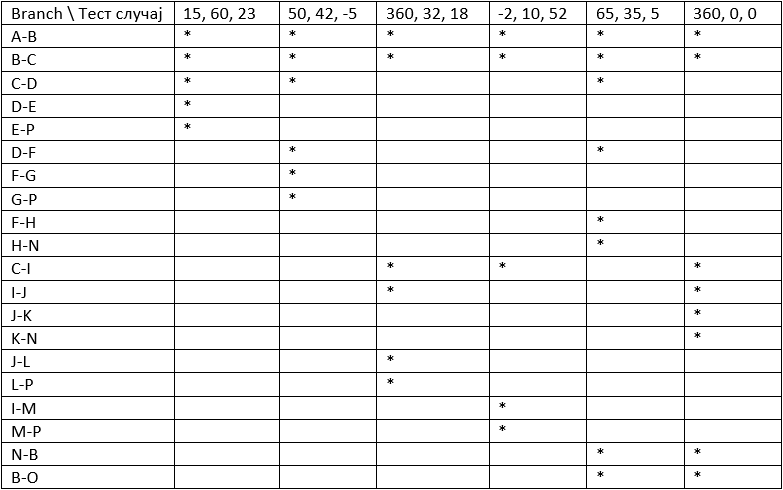 Branch \ Тест случај 15, 60, 23 50, 42, -5 360, 32, 18 -2, 10, 52 65, 35, 5 360, 0, 0
A-B * * * * * *
B-C * * * * * *
C-D * * *
D-E *
E-P *
D-F * *
F-G *
G-P *
F-H *
H-N *
C-I * * *
I-J * *
J-K *
K-N *
J-L *
L-P *
I-M *
M-P *
N-B * *
B-O * *